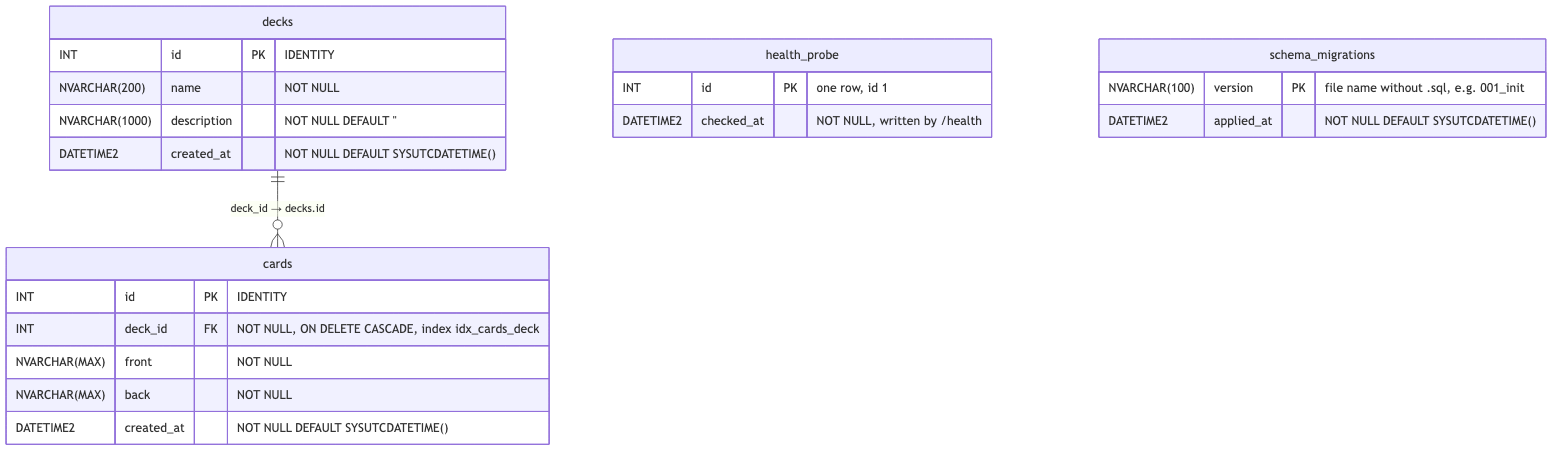 decks
INT id PK IDENTITY
NVARCHAR(200) name NOT NULL
NVARCHAR(1000) description NOT NULL DEFAULT ''
DATETIME2 created_at NOT NULL DEFAULT SYSUTCDATETIME()
deck_id → decks.id
cards
INT id PK IDENTITY
INT deck_id FK NOT NULL, ON DELETE CASCADE, index idx_cards_deck
NVARCHAR(MAX) front NOT NULL
NVARCHAR(MAX) back NOT NULL
DATETIME2 created_at NOT NULL DEFAULT SYSUTCDATETIME()
health_probe
INT id PK one row, id 1
DATETIME2 checked_at NOT NULL, written by /health
schema_migrations
NVARCHAR(100) version PK file name without .sql, e.g. 001_init
DATETIME2 applied_at NOT NULL DEFAULT SYSUTCDATETIME()